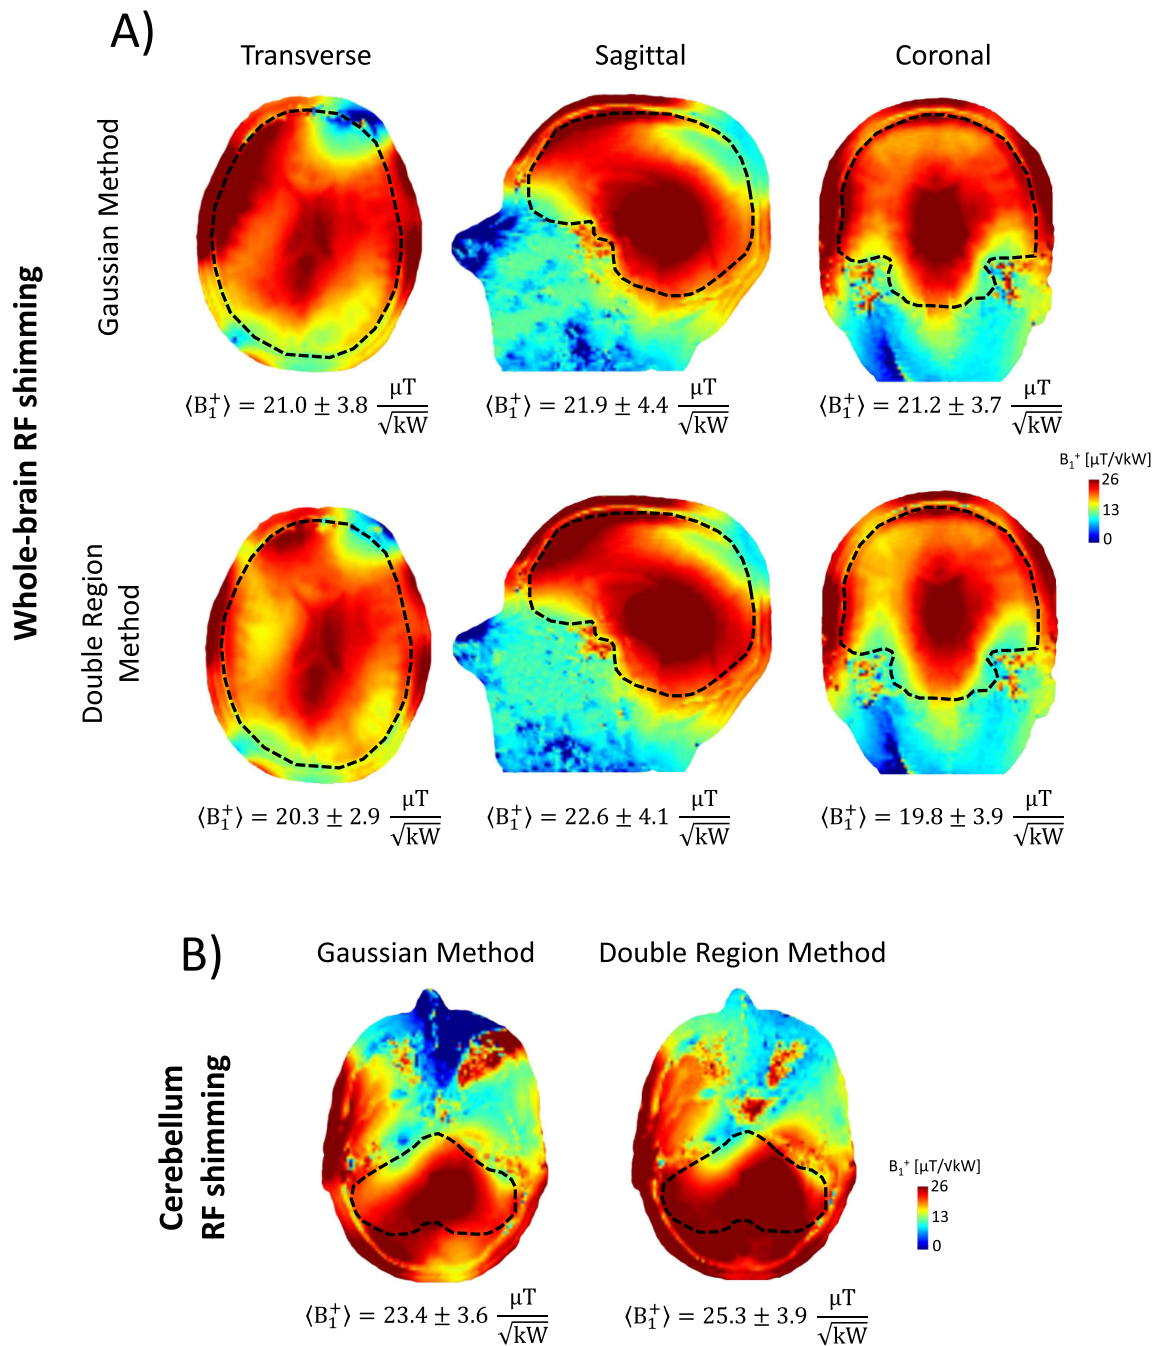 A)
Transverse
Sagittal
Coronal
Whole-brain RF shimming
Gaussian Method
⟨B₁⁺⟩ = 21.0 ± 3.8 μT/√kW
⟨B₁⁺⟩ = 21.9 ± 4.4 μT/√kW
⟨B₁⁺⟩ = 21.2 ± 3.7 μT/√kW
B₁⁺ [μT/√kW]
26
13
0
Double Region
Method
⟨B₁⁺⟩ = 20.3 ± 2.9 μT/√kW
⟨B₁⁺⟩ = 22.6 ± 4.1 μT/√kW
⟨B₁⁺⟩ = 19.8 ± 3.9 μT/√kW
B)
Gaussian Method
Double Region Method
Cerebellum
RF shimming
B₁⁺ [μT/√kW]
26
13
0
⟨B₁⁺⟩ = 23.4 ± 3.6 μT/√kW
⟨B₁⁺⟩ = 25.3 ± 3.9 μT/√kW